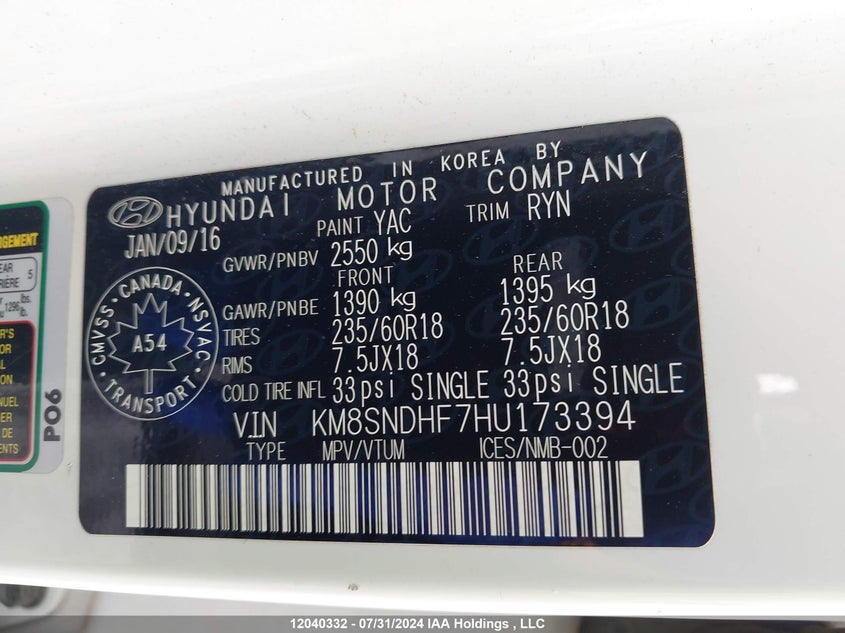 MANUFACTURED IN KOREA BY
HYUNDAI MOTOR COMPANY
JAN/09/16 PAINT YAC TRIM RYN
GVWR/PNBV 2550 kg
FRONT REAR
GAWR/PNBE 1390 kg 1395 kg
TIRES 235/60R18 235/60R18
RIMS 7.5JX18 7.5JX18
COLD TIRE INFL 33psi SINGLE 33psi SINGLE
V.I.N KM8SNDHF7HU173394
TYPE MPV/VTUM ICES/NMB-002
CMVSS · CANADA · NSVAC · TRANSPORT
A54
5
1296 lbs.
PO6
12040332 - 07/31/2024 IAA Holdings , LLC